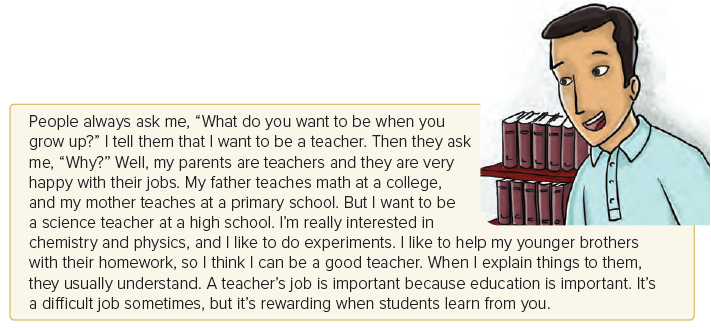 People always ask me, “What do you want to be when you
grow up?” I tell them that I want to be a teacher. Then they ask
me, “Why?” Well, my parents are teachers and they are very
happy with their jobs. My father teaches math at a college,
and my mother teaches at a primary school. But I want to be
a science teacher at a high school. I’m really interested in
chemistry and physics, and I like to do experiments. I like to help my younger brothers
with their homework, so I think I can be a good teacher. When I explain things to them,
they usually understand. A teacher’s job is important because education is important. It’s
a difficult job sometimes, but it’s rewarding when students learn from you.